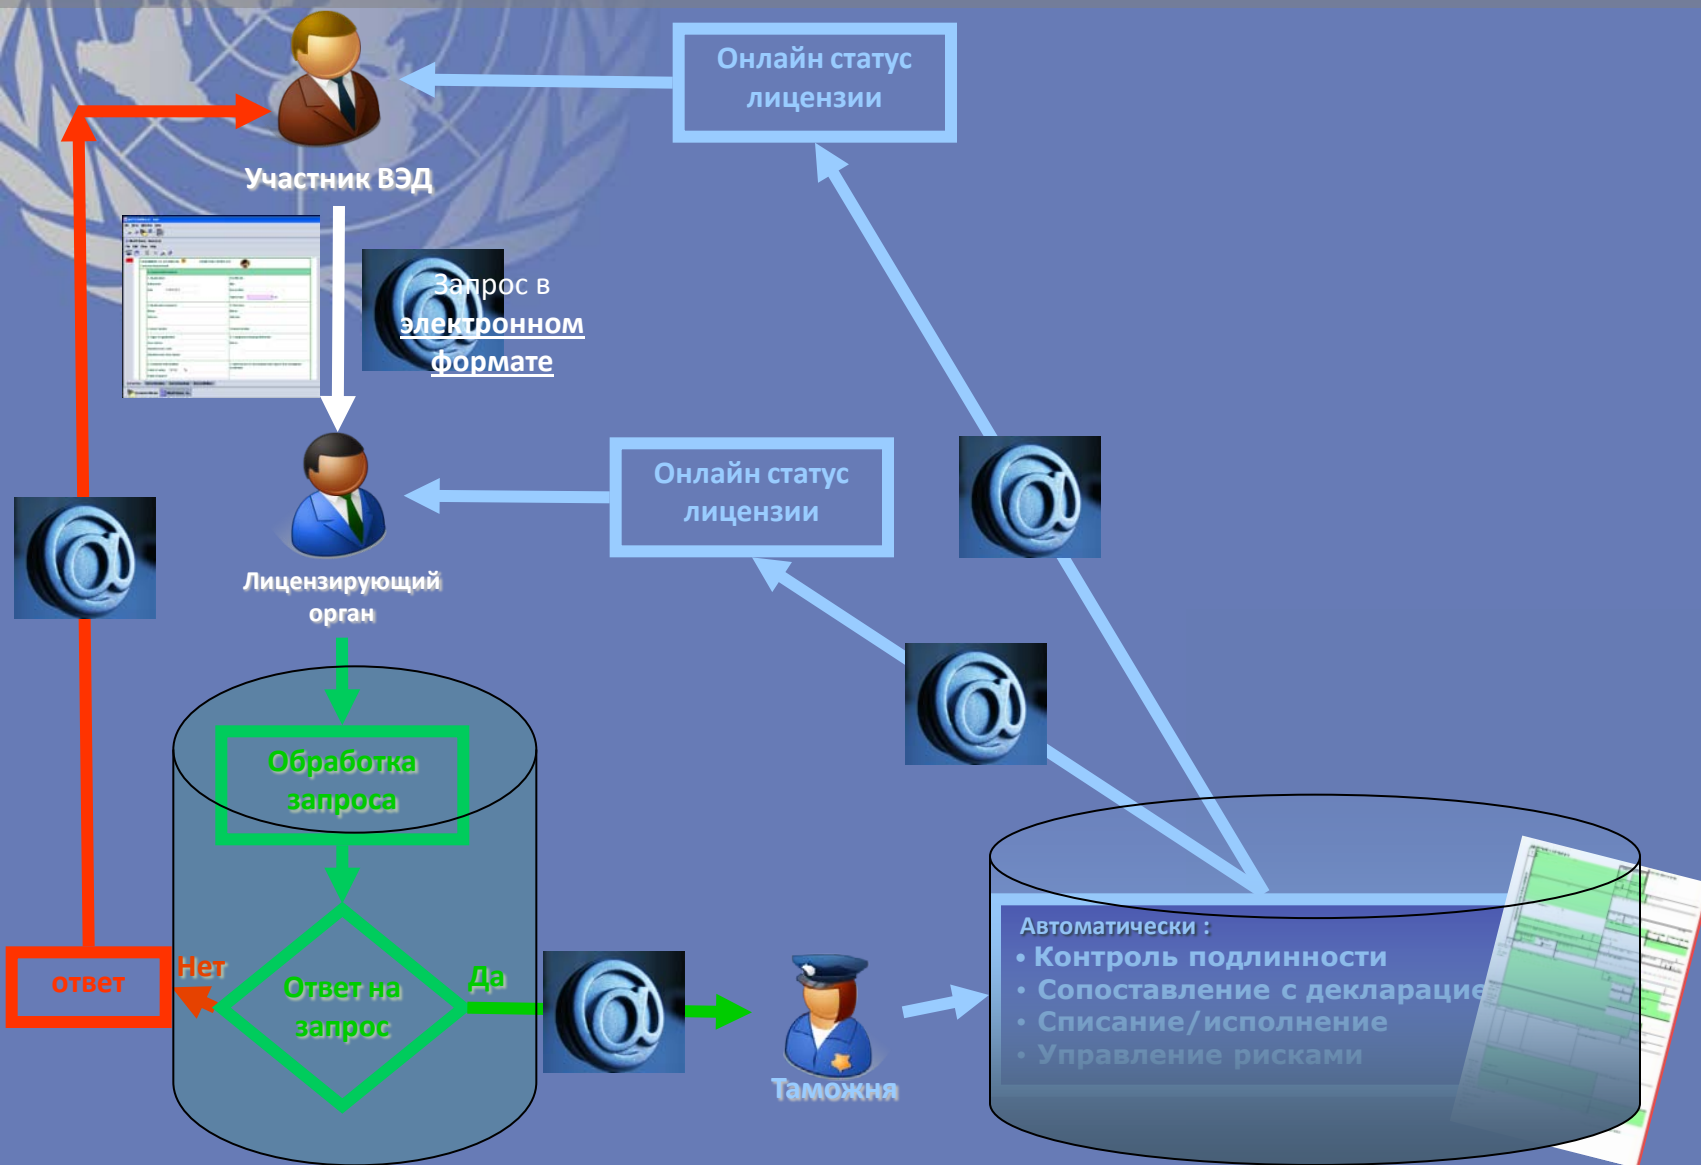 Онлайн статус
лицензии
Участник ВЭД
Запрос в
электронном
формате
Онлайн статус
лицензии
Лицензирующий
орган
Обработка
запроса
Ответ на
запрос
Нет
ответ
Да
Таможня
Автоматически :
• Контроль подлинности
• Сопоставление с декларацие
• Списание/исполнение
• Управление рисками